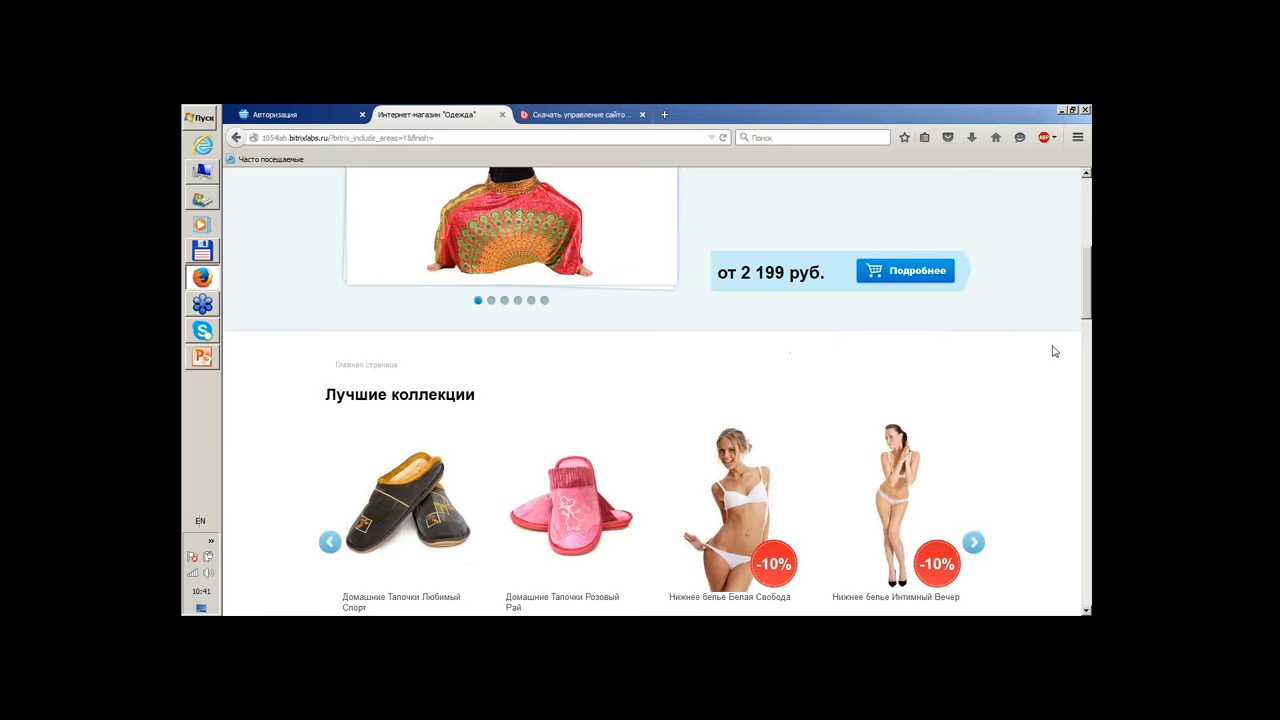 Пуск
Авторизация
Интернет-магазин "Одежда"
Скачать управление сайто...
1054lab.bitrixlabs.ru/?bitrix_include_areas=Y&finish=
Поиск
ABP
Часто посещаемые
от 2 199 руб.
Подробнее
Главная страница
Лучшие коллекции
-10%
-10%
Домашние Тапочки Любимый
Спорт
Домашние Тапочки Розовый
Рай
Нижнее белье Белая Свобода
Нижнее белье Интимный Вечер
EN
10:41